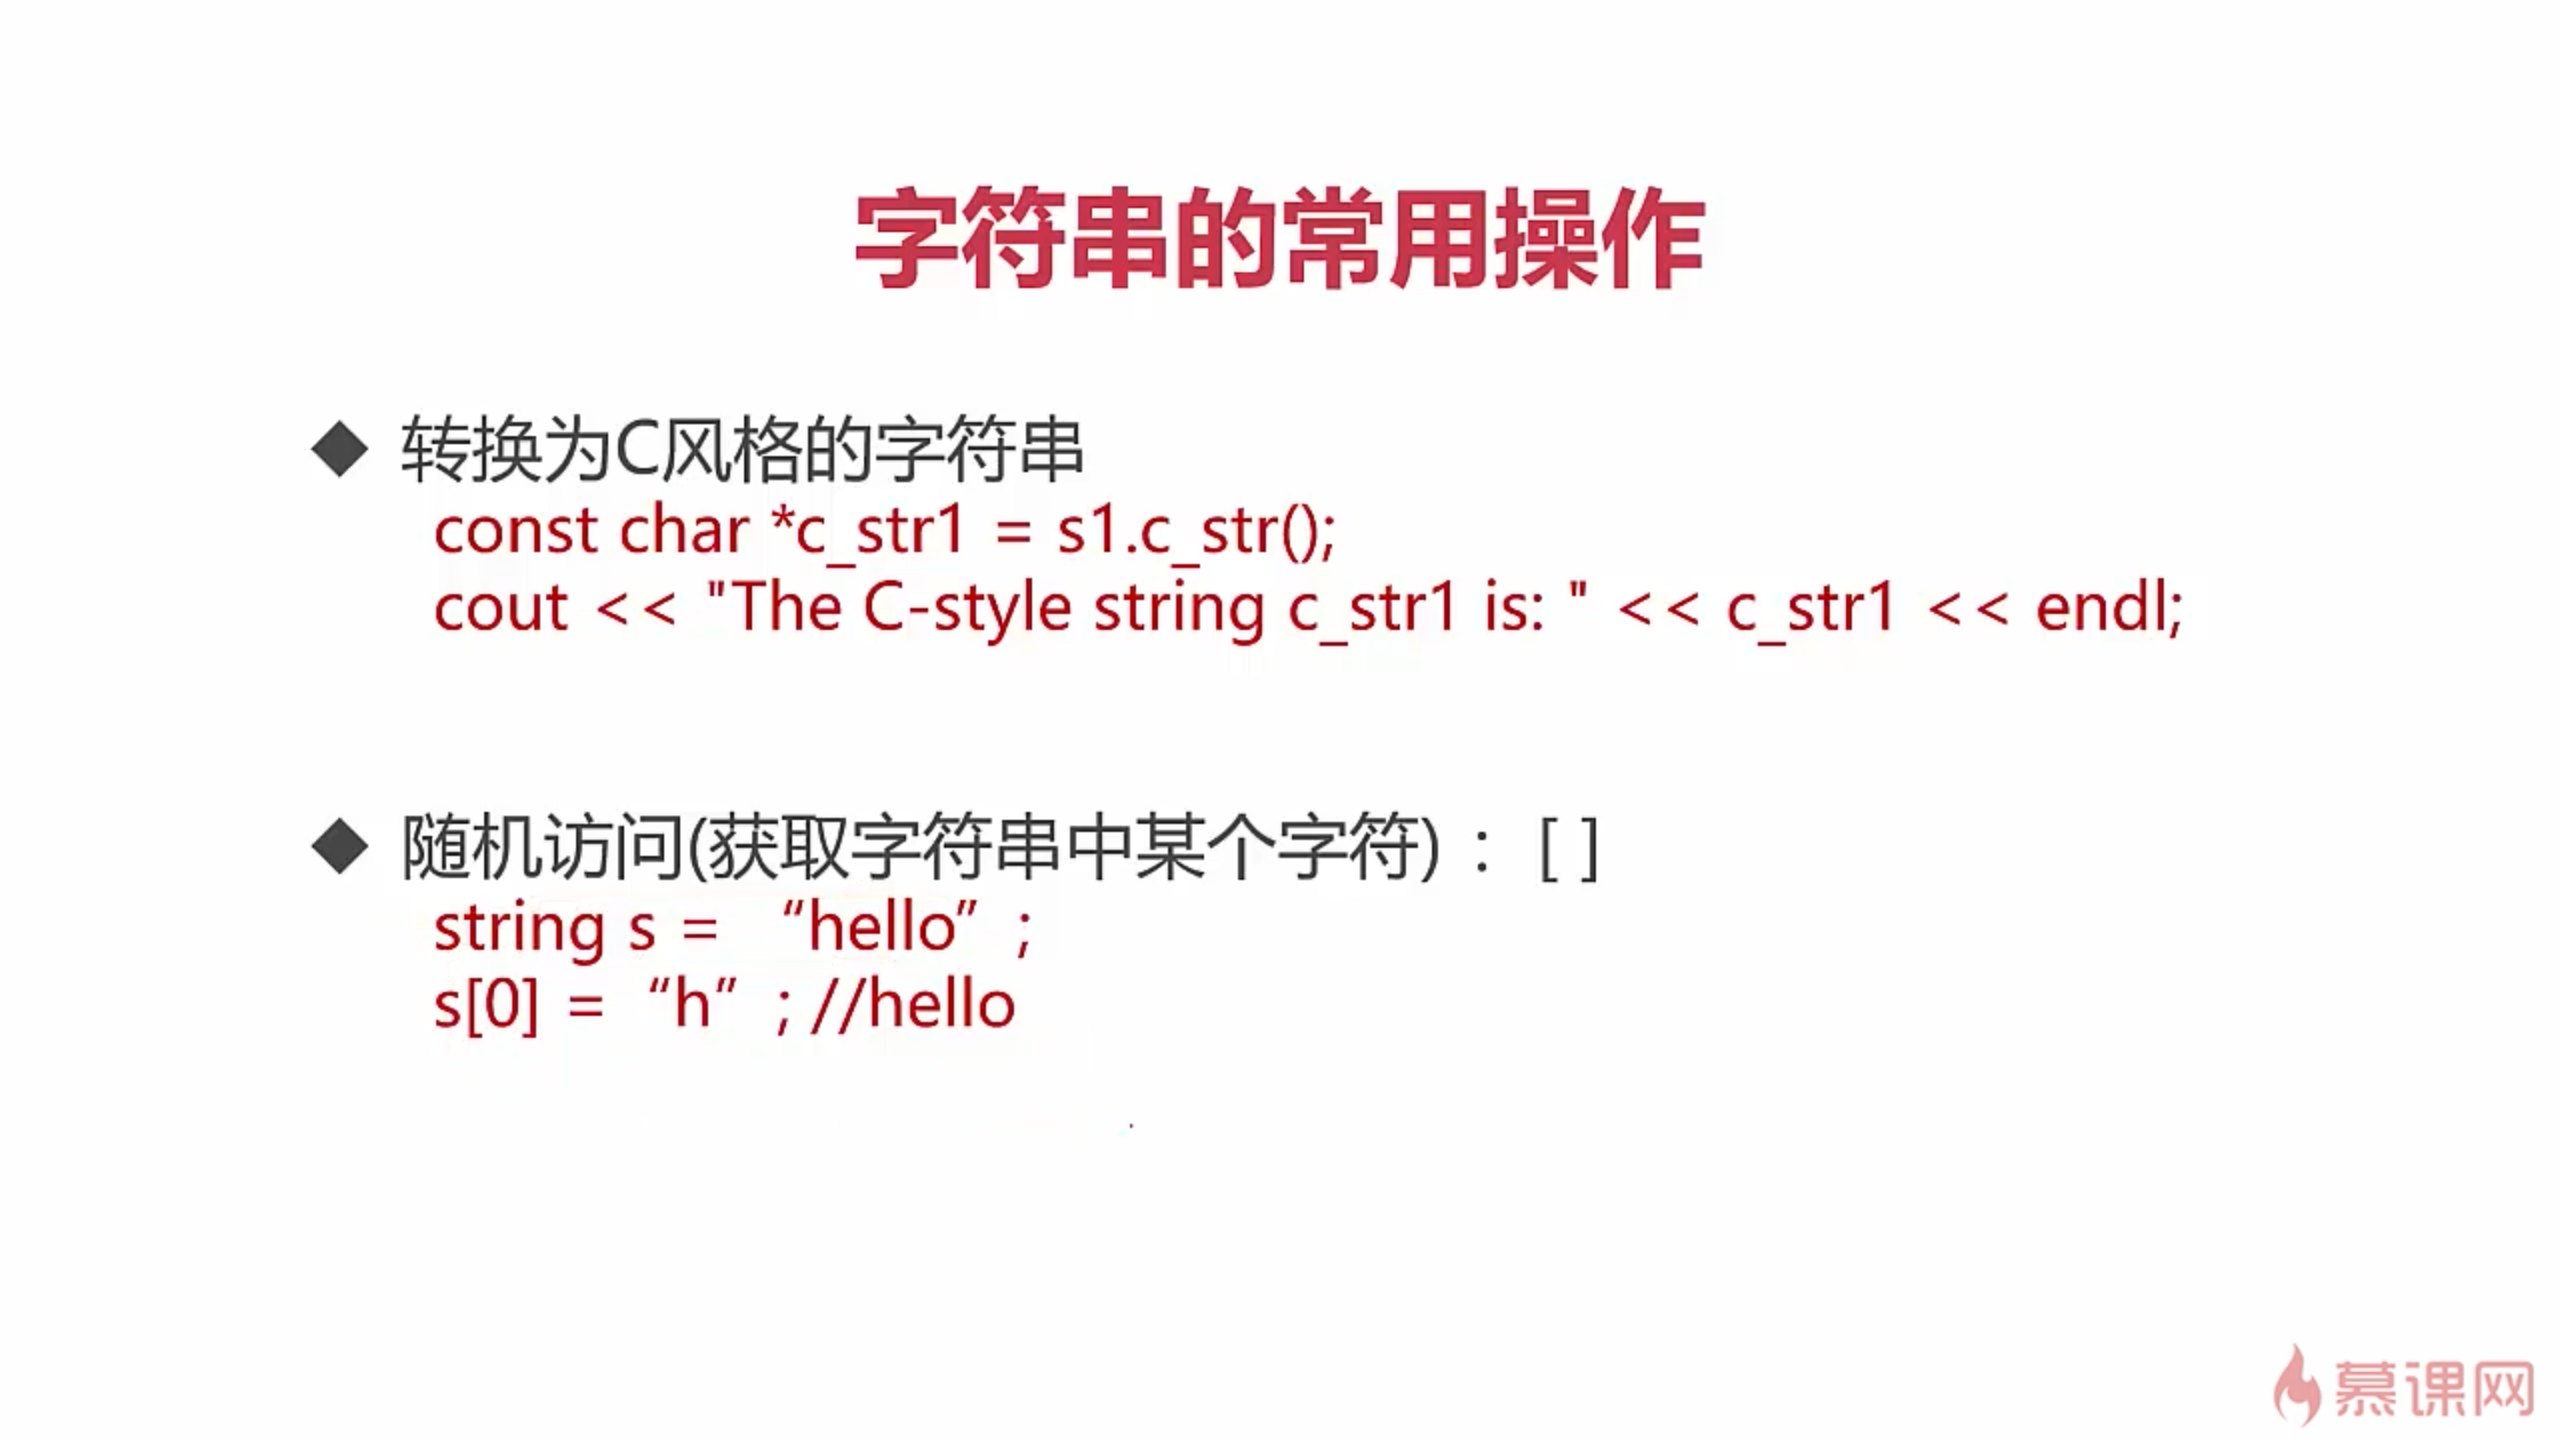 字符串的常用操作
◆ 转换为C风格的字符串
const char *c_str1 = s1.c_str();
cout << "The C-style string c_str1 is: " << c_str1 << endl;
◆ 随机访问(获取字符串中某个字符)：[ ]
string s = “hello”;
s[0] = “h”; //hello
慕课网